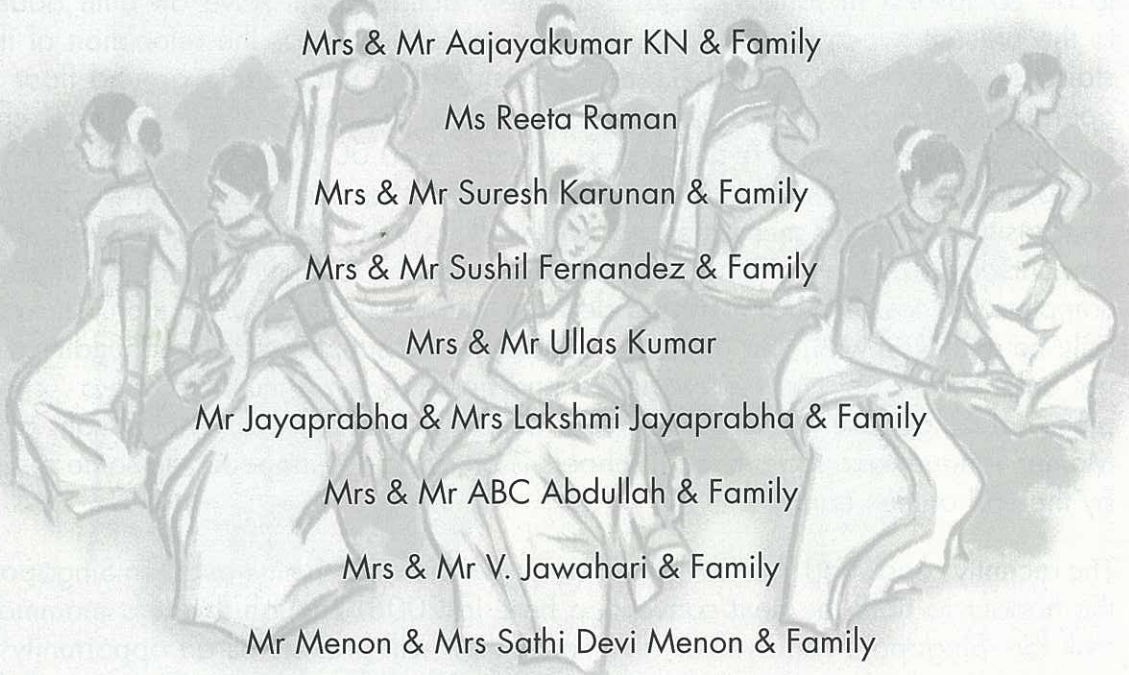 Mrs & Mr Aajayakumar KN & Family
Ms Reeta Raman
Mrs & Mr Suresh Karunan & Family
Mrs & Mr Sushil Fernandez & Family
Mrs & Mr Ullas Kumar
Mr Jayaprabha & Mrs Lakshmi Jayaprabha & Family
Mrs & Mr ABC Abdullah & Family
Mrs & Mr V. Jawahari & Family
Mr Menon & Mrs Sathi Devi Menon & Family